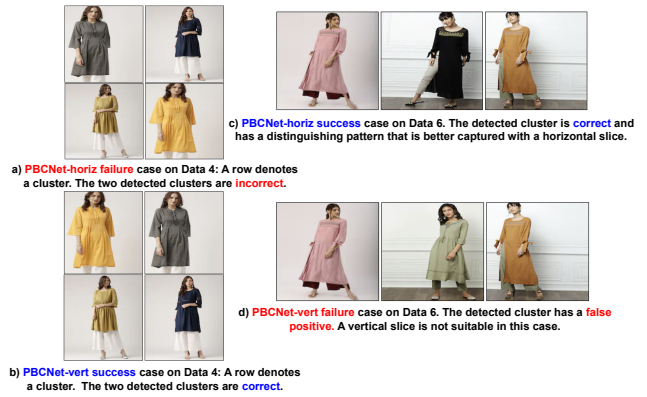 c) PBCNet-horiz success case on Data 6. The detected cluster is correct and
has a distinguishing pattern that is better captured with a horizontal slice.
a) PBCNet-horiz failure case on Data 4: A row denotes
a cluster. The two detected clusters are incorrect.
d) PBCNet-vert failure case on Data 6. The detected cluster has a false
positive. A vertical slice is not suitable in this case.
b) PBCNet-vert success case on Data 4: A row denotes
a cluster. The two detected clusters are correct.